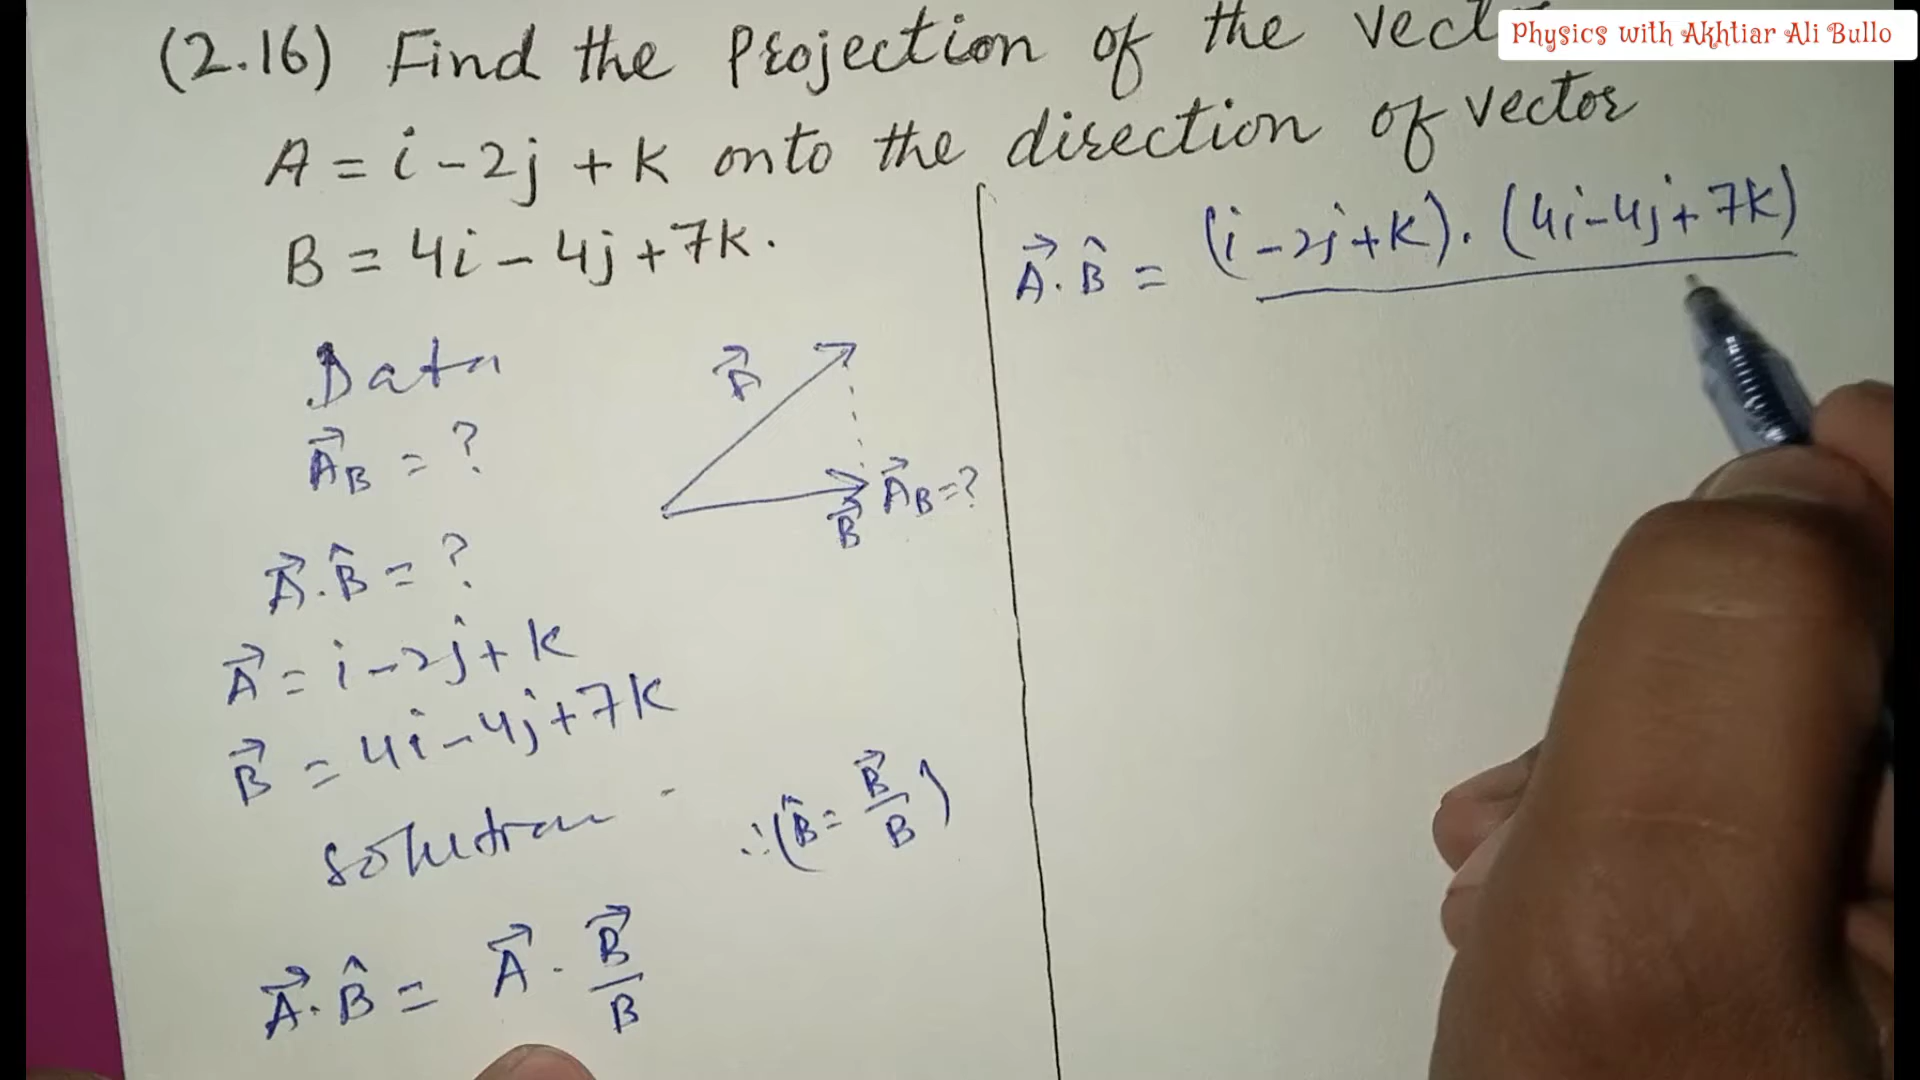 Physics with Akhtiar Ali Bullo
(2.16) Find the Projection of the Vect
A = i - 2j + k onto the direction of vector
B = 4i - 4j + 7k.
Data
A⃗B = ?
A⃗ . B̂ = ?
A⃗ = i - 2j + k
B⃗ = 4i - 4j + 7k
solution -
∴ (B̂ = B⃗/B)
A⃗ . B̂ = A⃗ . B⃗/B
A⃗
B⃗
A⃗B = ?
A⃗ . B̂ = (i - 2j + k) . (4i - 4j + 7k)